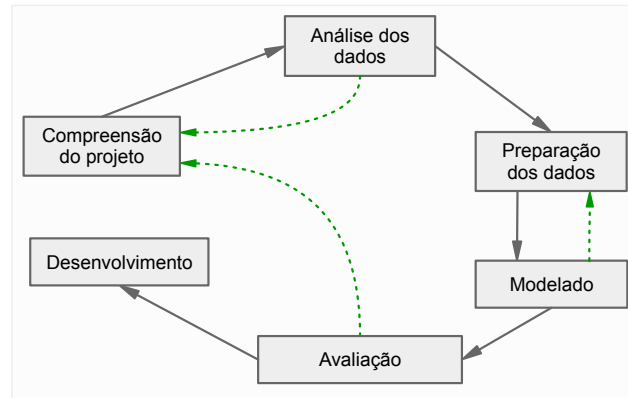 Análise dos
dados
Compreensão
do projeto
Preparação
dos dados
Desenvolvimento
Modelado
Avaliação